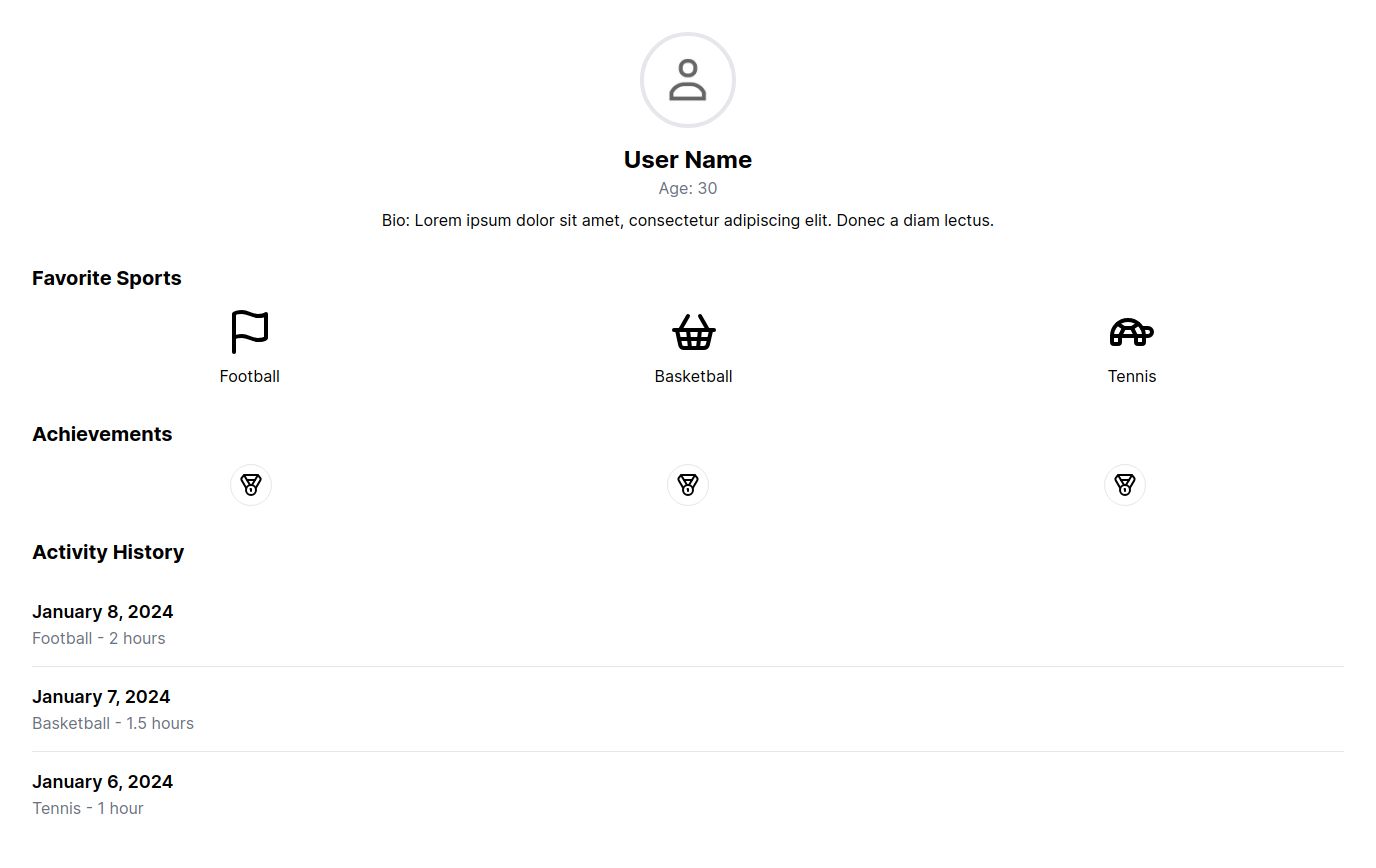 User Name
Age: 30
Bio: Lorem ipsum dolor sit amet, consectetur adipiscing elit. Donec a diam lectus.
Favorite Sports
Football
Basketball
Tennis
Achievements
Activity History
January 8, 2024
Football - 2 hours
January 7, 2024
Basketball - 1.5 hours
January 6, 2024
Tennis - 1 hour